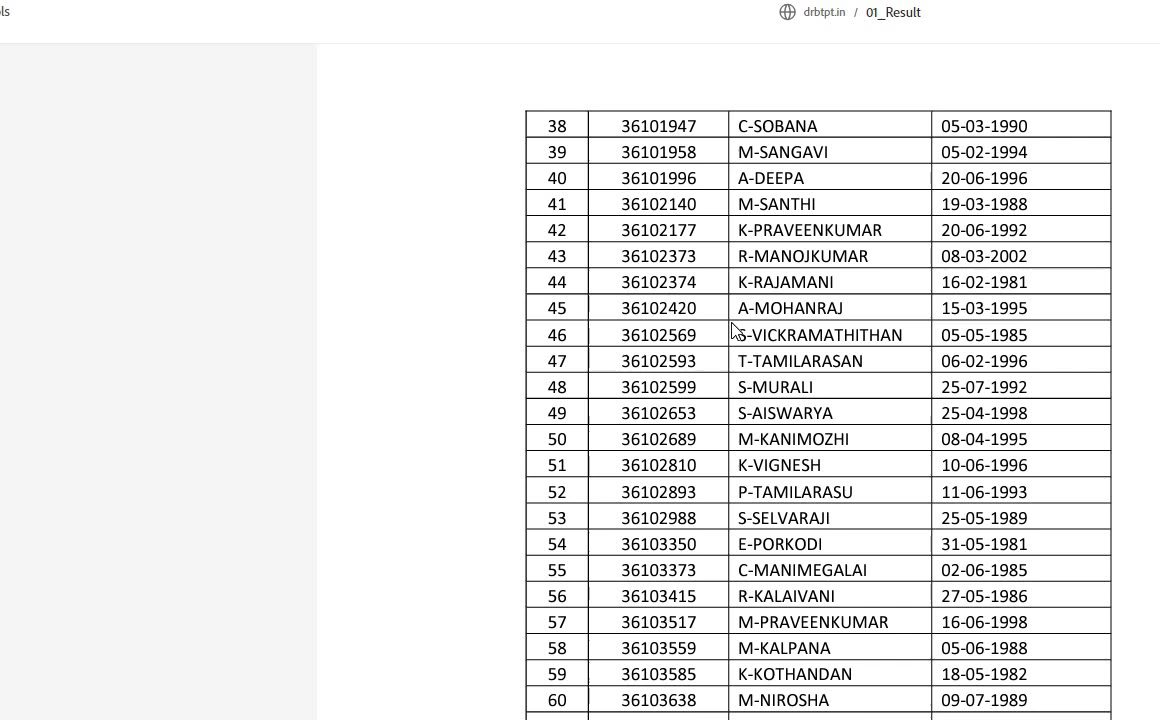 ls
drbtpt.in / 01_Result
38 36101947 C-SOBANA 05-03-1990
39 36101958 M-SANGAVI 05-02-1994
40 36101996 A-DEEPA 20-06-1996
41 36102140 M-SANTHI 19-03-1988
42 36102177 K-PRAVEENKUMAR 20-06-1992
43 36102373 R-MANOJKUMAR 08-03-2002
44 36102374 K-RAJAMANI 16-02-1981
45 36102420 A-MOHANRAJ 15-03-1995
46 36102569 S-VICKRAMATHITHAN 05-05-1985
47 36102593 T-TAMILARASAN 06-02-1996
48 36102599 S-MURALI 25-07-1992
49 36102653 S-AISWARYA 25-04-1998
50 36102689 M-KANIMOZHI 08-04-1995
51 36102810 K-VIGNESH 10-06-1996
52 36102893 P-TAMILARASU 11-06-1993
53 36102988 S-SELVARAJI 25-05-1989
54 36103350 E-PORKODI 31-05-1981
55 36103373 C-MANIMEGALAI 02-06-1985
56 36103415 R-KALAIVANI 27-05-1986
57 36103517 M-PRAVEENKUMAR 16-06-1998
58 36103559 M-KALPANA 05-06-1988
59 36103585 K-KOTHANDAN 18-05-1982
60 36103638 M-NIROSHA 09-07-1989